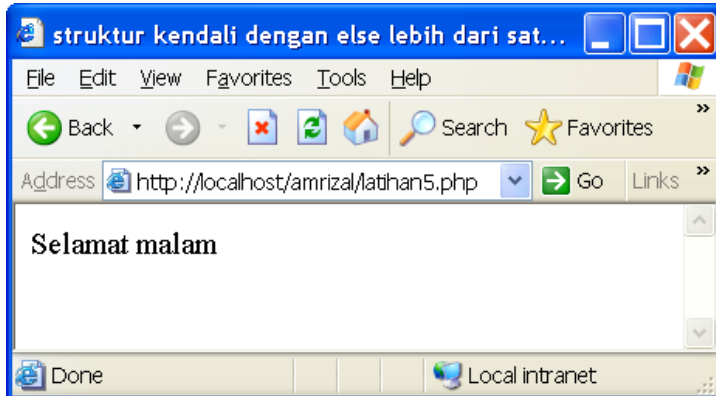 struktur kendali dengan else lebih dari sat...
File Edit View Favorites Tools Help
Back Search Favorites »
Address http://localhost/amrizal/latihan5.php Go Links »
Selamat malam
Done Local intranet